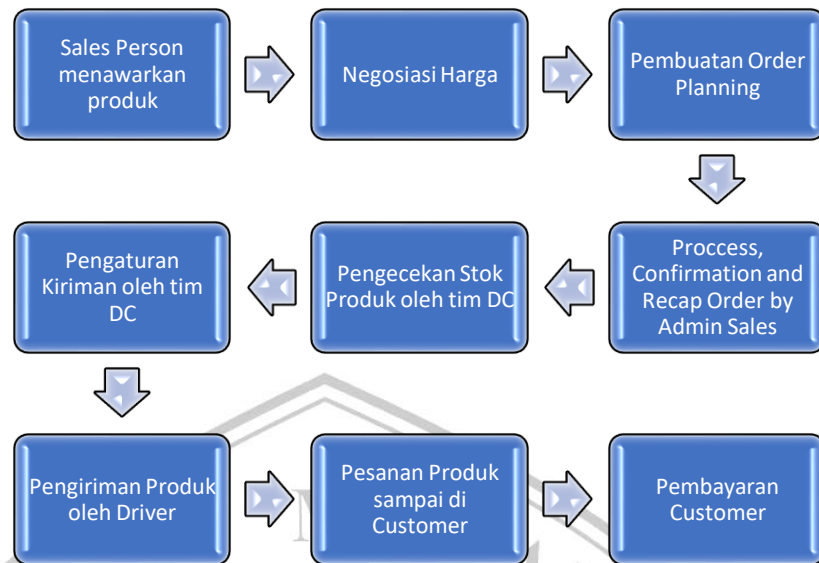 Sales Person
menawarkan
produk
Negosiasi Harga
Pembuatan Order
Planning
Proccess,
Confirmation and
Recap Order by
Admin Sales
Pengecekan Stok
Produk oleh tim DC
Pengaturan
Kiriman oleh tim
DC
Pengiriman Produk
oleh Driver
Pesanan Produk
sampai di
Customer
Pembayaran
Customer